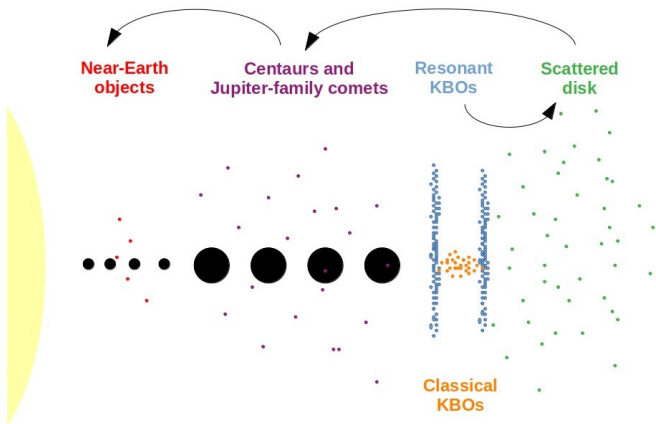 Near-Earth
objects
Centaurs and
Jupiter-family comets
Resonant
KBOs
Scattered
disk
Classical
KBOs